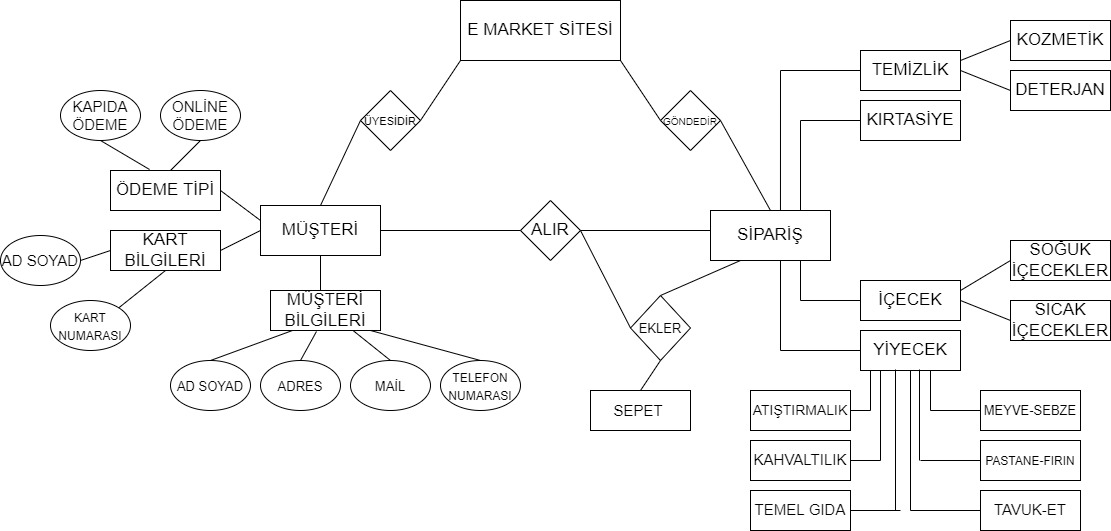 E MARKET SİTESİ
KOZMETİK
TEMİZLİK
DETERJAN
KAPIDA
ÖDEME
ONLİNE
ÖDEME
ÜYESİDİR
GÖNDEDİR
KIRTASİYE
ÖDEME TİPİ
MÜŞTERİ
ALIR
SİPARİŞ
KART
BİLGİLERİ
AD SOYAD
SOĞUK
İÇECEKLER
İÇECEK
SICAK
İÇECEKLER
MÜŞTERİ
BİLGİLERİ
KART
NUMARASI
EKLER
YİYECEK
AD SOYAD
ADRES
MAİL
TELEFON
NUMARASI
SEPET
ATIŞTIRMALIK
MEYVE-SEBZE
KAHVALTILIK
PASTANE-FIRIN
TEMEL GIDA
TAVUK-ET